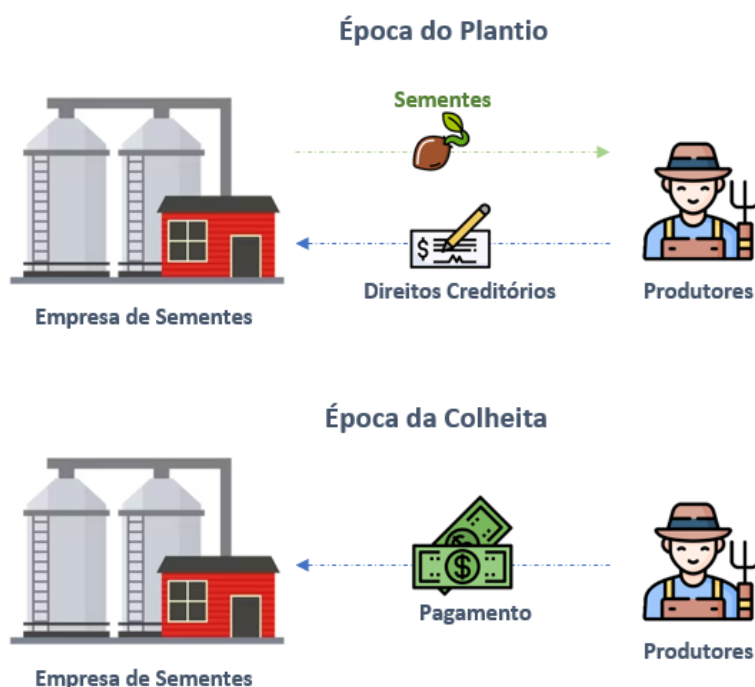 Época do Plantio
Sementes
$
Direitos Creditórios
Empresa de Sementes
Produtores
Época da Colheita
$
Pagamento
Empresa de Sementes
Produtores